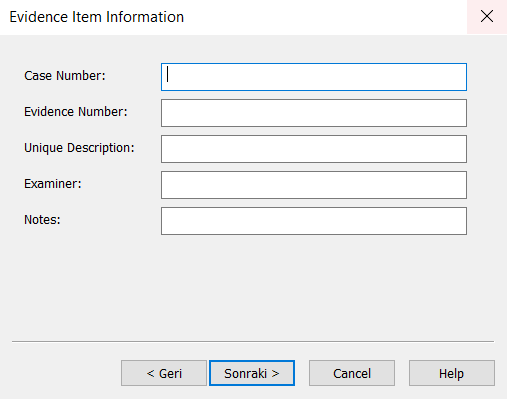 Evidence Item Information
Case Number:
Evidence Number:
Unique Description:
Examiner:
Notes:
< Geri Sonraki > Cancel Help